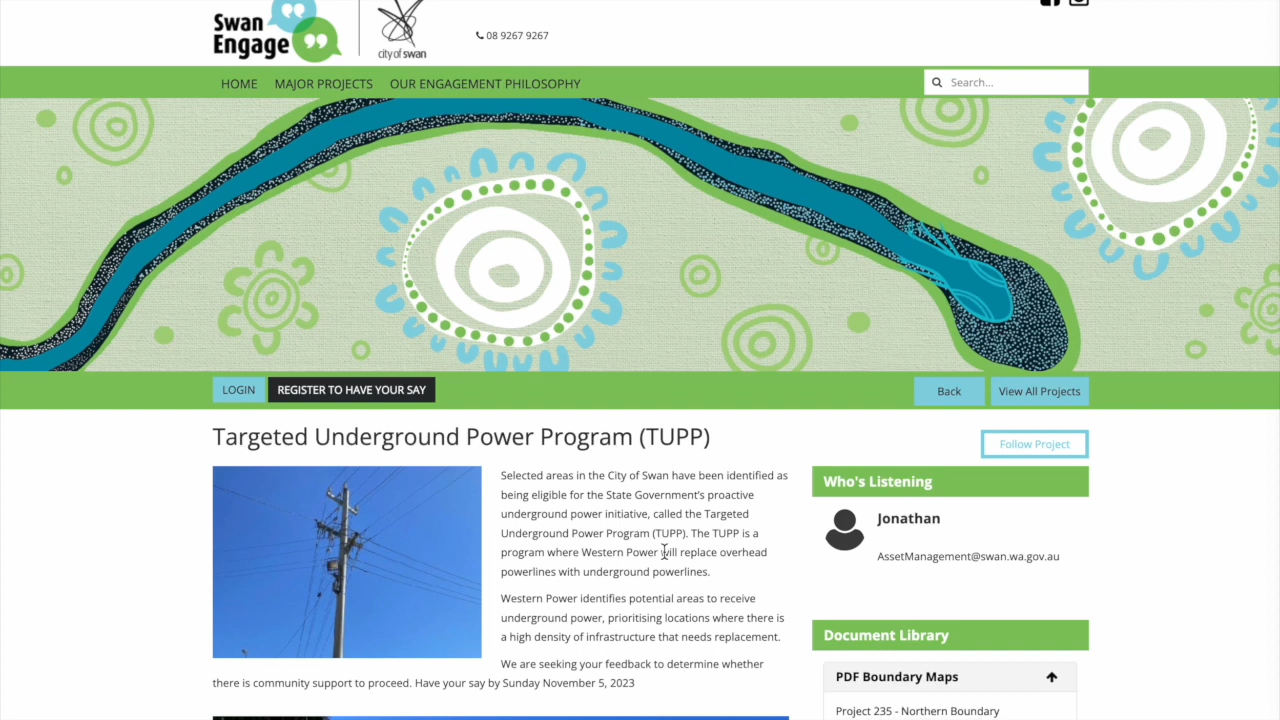 Swan
Engage
city of swan
08 9267 9267
HOME MAJOR PROJECTS OUR ENGAGEMENT PHILOSOPHY
Search...
LOGIN REGISTER TO HAVE YOUR SAY
Back View All Projects
Targeted Underground Power Program (TUPP)
Follow Project
Selected areas in the City of Swan have been identified as
being eligible for the State Government's proactive
underground power initiative, called the Targeted
Underground Power Program (TUPP). The TUPP is a
program where Western Power will replace overhead
powerlines with underground powerlines.
Western Power identifies potential areas to receive
underground power, prioritising locations where there is
a high density of infrastructure that needs replacement.
We are seeking your feedback to determine whether
there is community support to proceed. Have your say by Sunday November 5, 2023
Who's Listening
Jonathan
AssetManagement@swan.wa.gov.au
Document Library
PDF Boundary Maps
Project 235 - Northern Boundary